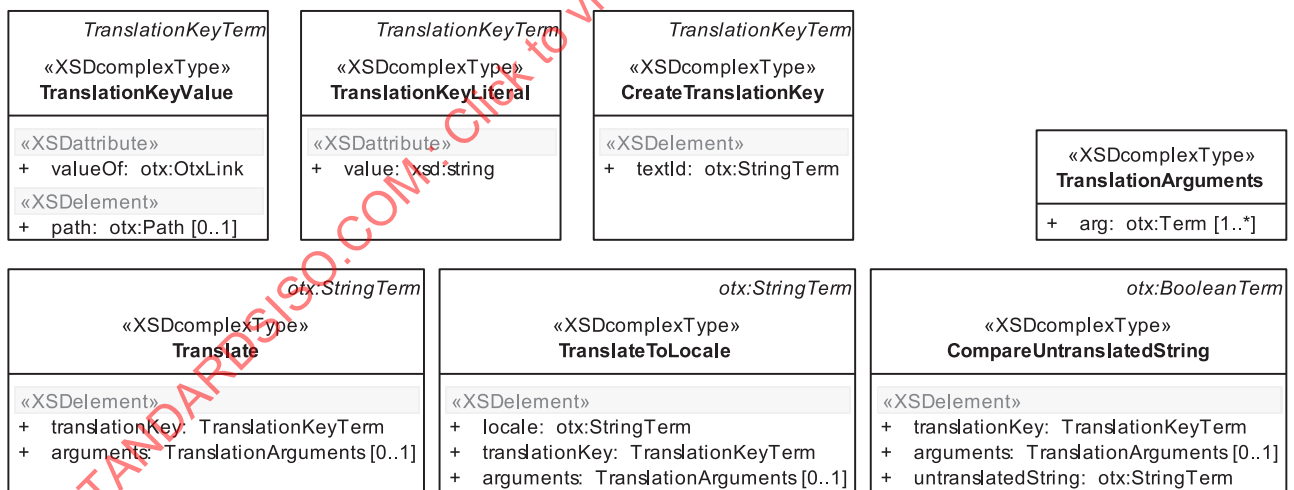 TranslationKeyTerm
«XSDcomplexType»
TranslationKeyValue
«XSDattribute»
+ valueOf: otx:OtxLink
«XSDelement»
+ path: otx:Path [0..1]
TranslationKeyTerm
«XSDcomplexType»
TranslationKeyLiteral
«XSDattribute»
+ value: xsd:string
TranslationKeyTerm
«XSDcomplexType»
CreateTranslationKey
«XSDelement»
+ textId: otx:StringTerm
«XSDcomplexType»
TranslationArguments
+ arg: otx:Term [1..*]
otx:StringTerm
«XSDcomplexType»
Translate
«XSDelement»
+ translationKey: TranslationKeyTerm
+ arguments: TranslationArguments [0..1]
otx:StringTerm
«XSDcomplexType»
TranslateToLocale
«XSDelement»
+ locale: otx:StringTerm
+ translationKey: TranslationKeyTerm
+ arguments: TranslationArguments [0..1]
otx:BooleanTerm
«XSDcomplexType»
CompareUntranslatedString
«XSDelement»
+ translationKey: TranslationKeyTerm
+ arguments: TranslationArguments [0..1]
+ untranslatedString: otx:StringTerm
STANDARDSISO.COM: Click to